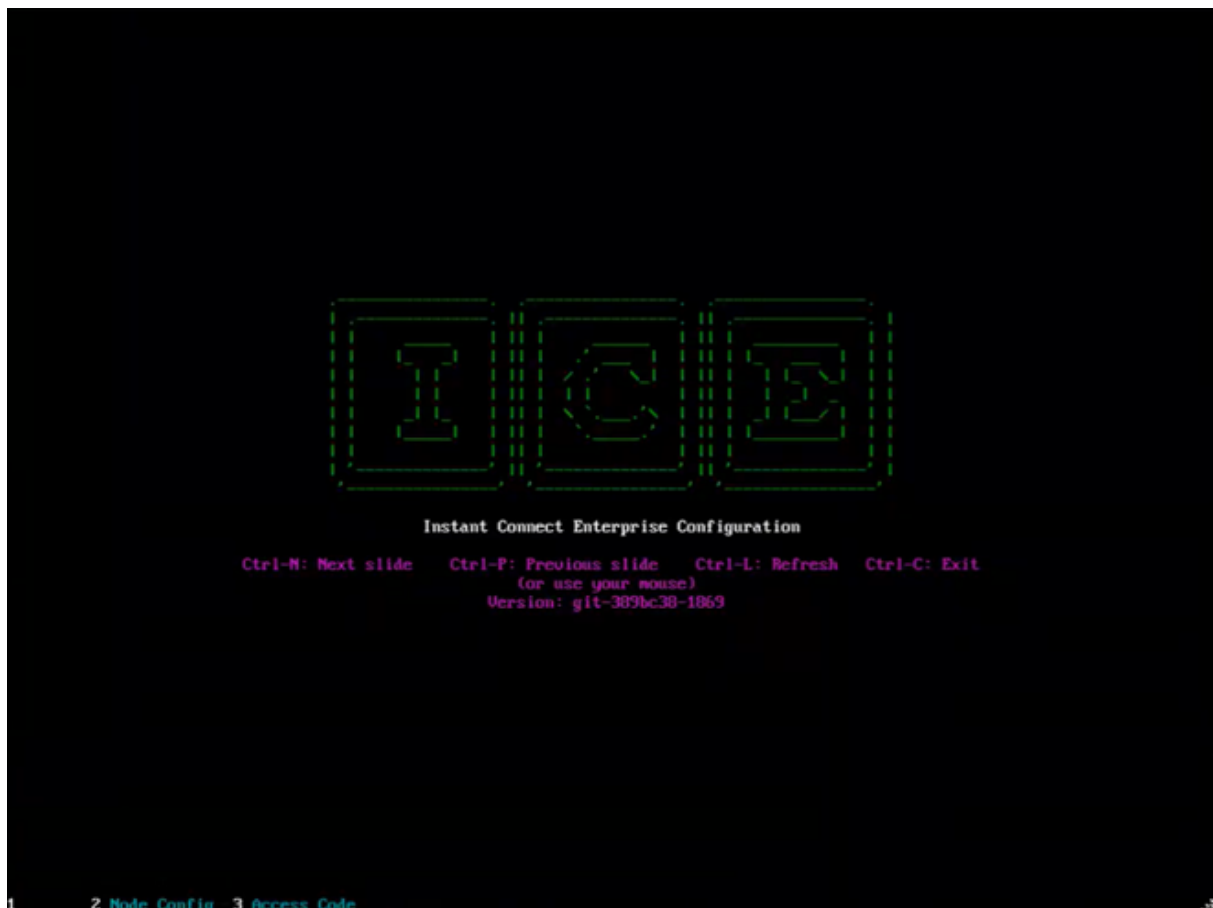 ICE
Instant Connect Enterprise Configuration
Ctrl-N: Next slide Ctrl-P: Previous slide Ctrl-L: Refresh Ctrl-C: Exit
(or use your mouse)
Version: git-389bc38-1869
1 2 Node Config 3 Access Code